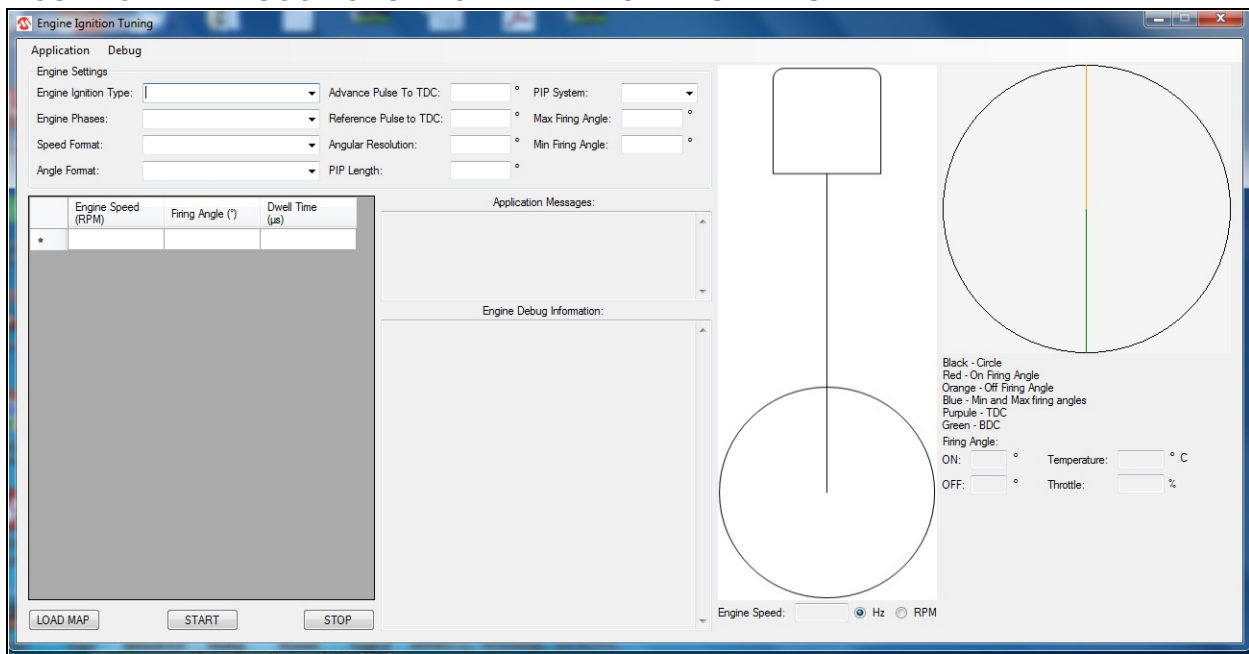 Engine Ignition Tuning
Application Debug
Engine Settings
Engine Ignition Type: Advance Pulse To TDC: ° PIP System:
Engine Phases: Reference Pulse to TDC: ° Max Firing Angle: °
Speed Format: Angular Resolution: ° Min Firing Angle: °
Angle Format: PIP Length: °
Engine Speed (RPM) Firing Angle (°) Dwell Time (µs)
*
Application Messages:
Engine Debug Information:
Black - Circle
Red - On Firing Angle
Orange - Off Firing Angle
Blue - Min and Max firing angles
Purpule - TDC
Green - BDC
Firing Angle:
ON: ° Temperature: ° C
OFF: ° Throttle: %
LOAD MAP START STOP
Engine Speed: Hz RPM